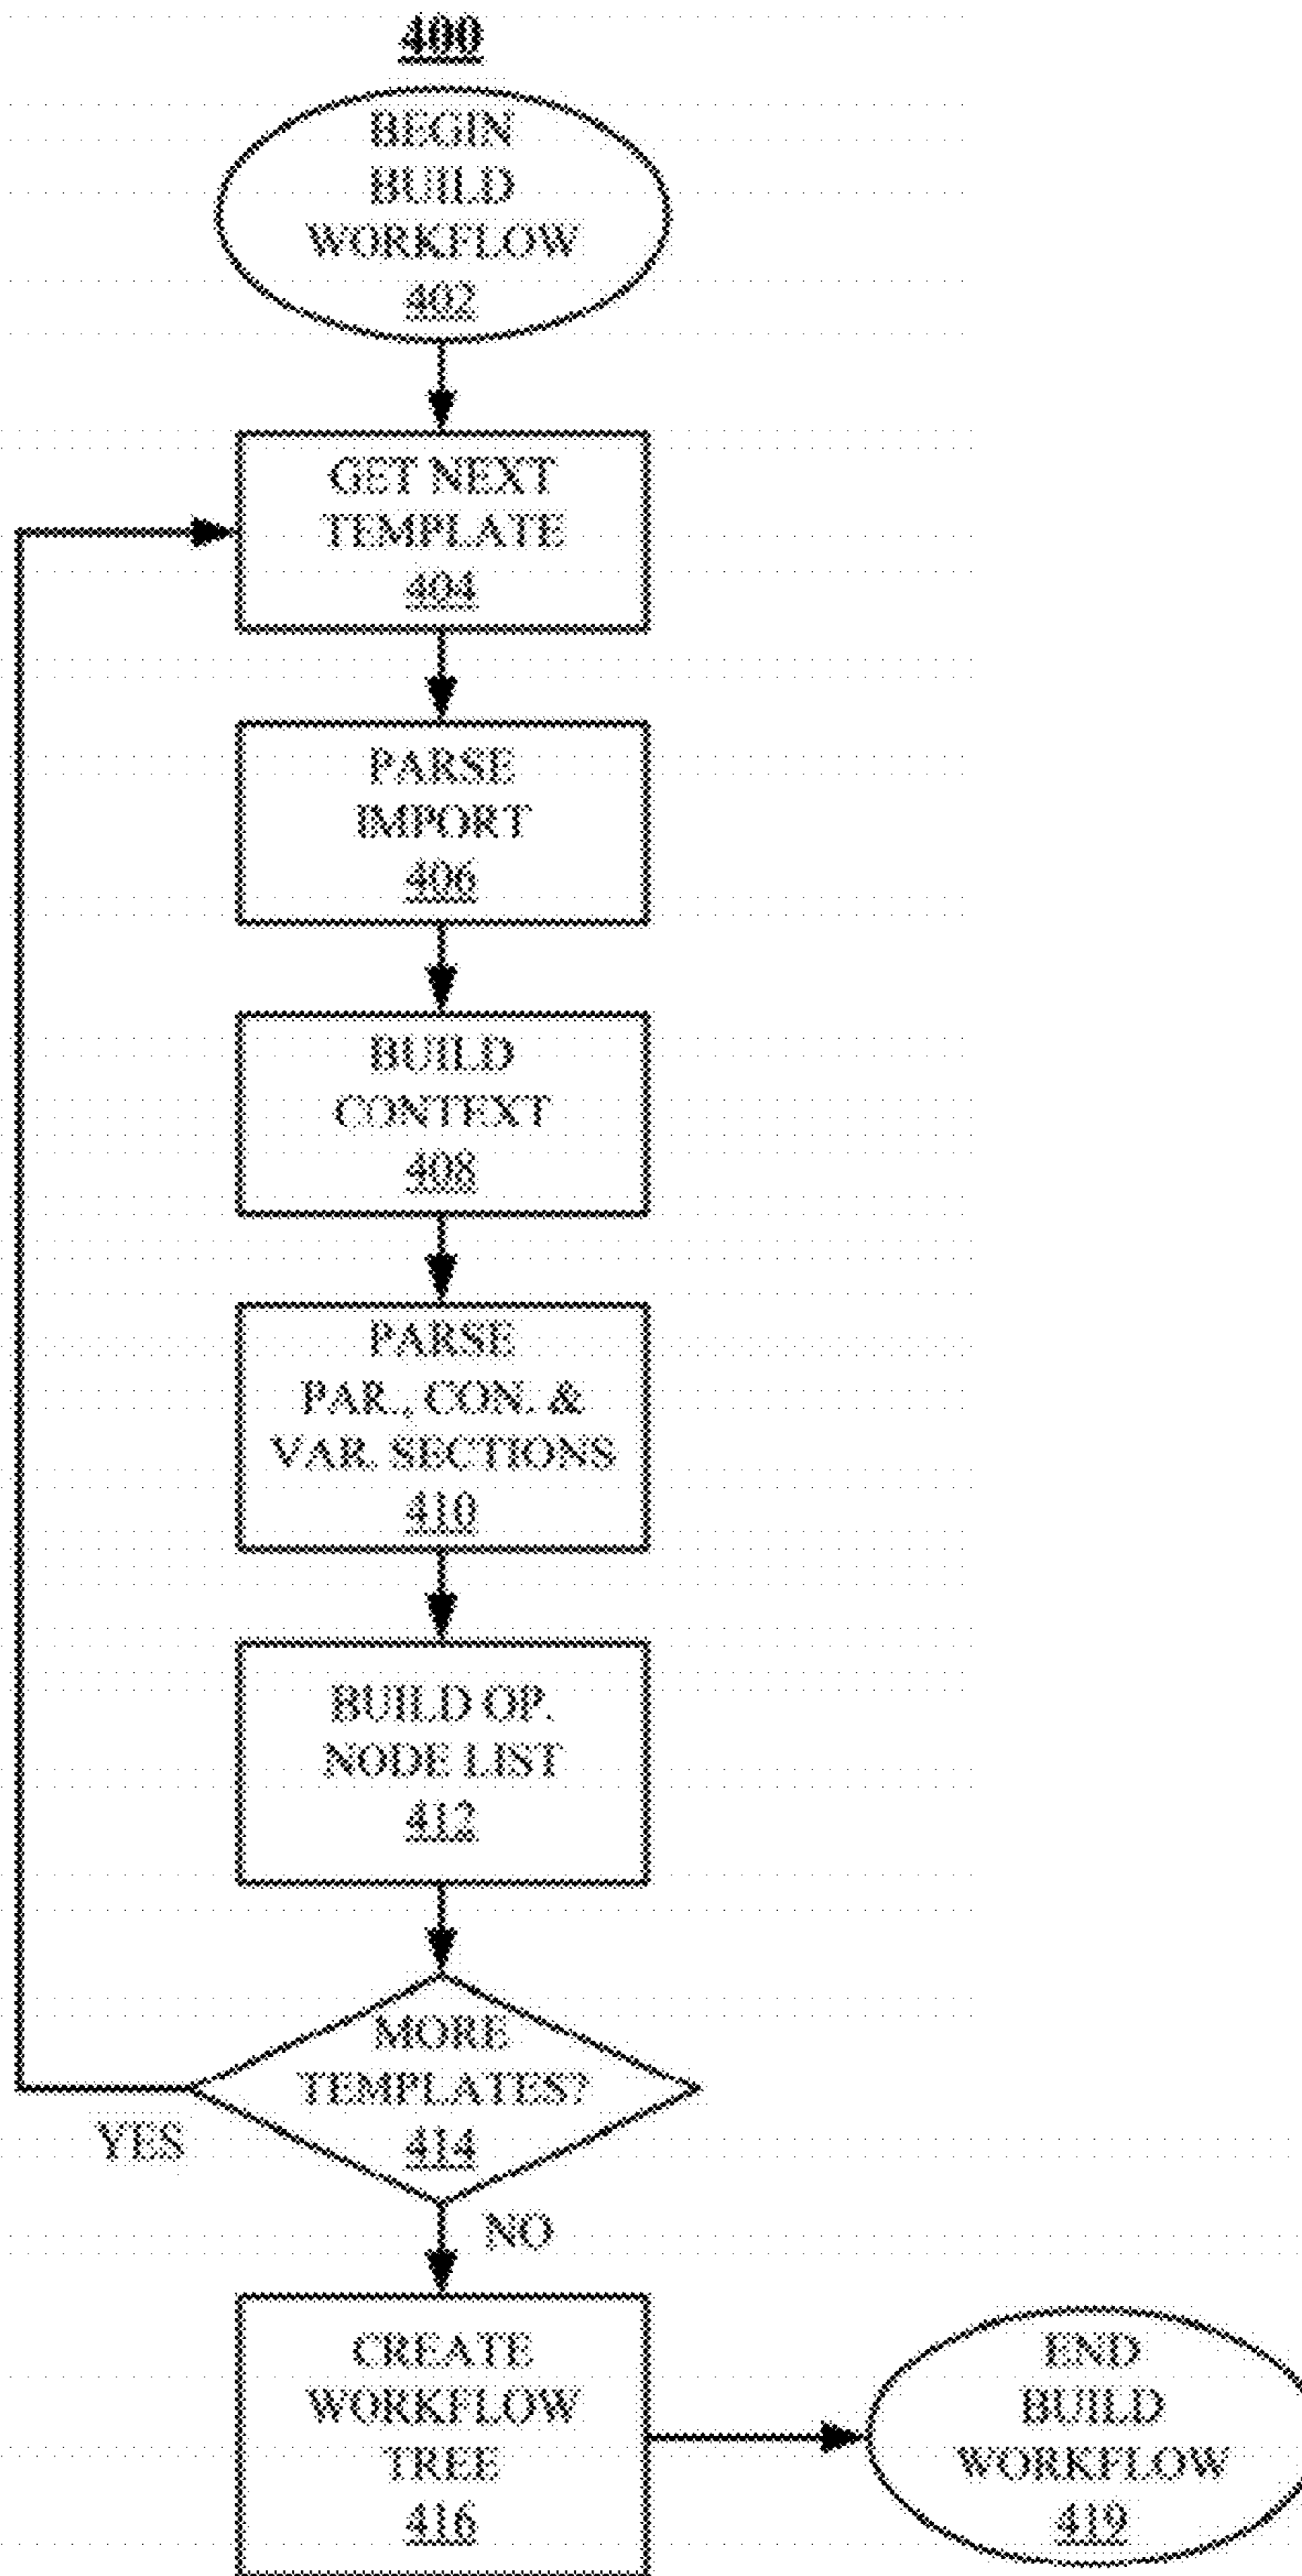 400
BEGIN
BUILD
WORKFLOW
402
GET NEXT
TEMPLATE
404
PARSE
IMPORT
406
BUILD
CONTEXT
408
PARSE
PAR., CON. &
VAR. SECTIONS
410
BUILD OP.
NODE LIST
412
MORE
TEMPLATES?
414
YES
NO
CREATE
WORKFLOW
TREE
416
END
BUILD
WORKFLOW
419